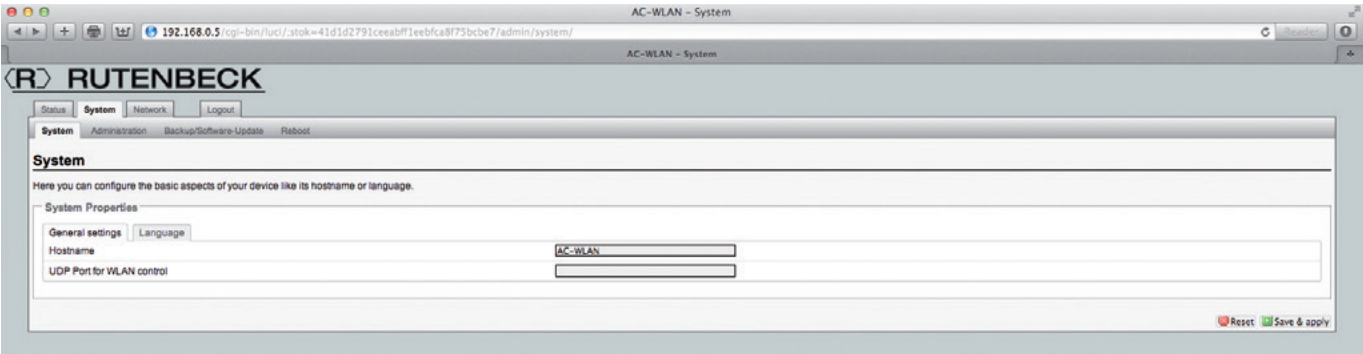 AC-WLAN – System
192.168.0.5/cgi-bin/luci/;stok=41d1d2791ceeabff1eebfca8f75bcbe7/admin/system/
Reader
AC-WLAN – System
⟨R⟩ RUTENBECK
Status System Network Logout
System Administration Backup/Software-Update Reboot
System
Here you can configure the basic aspects of your device like its hostname or language.
System Properties
General settings Language
Hostname AC-WLAN
UDP Port for WLAN control
Reset Save & apply